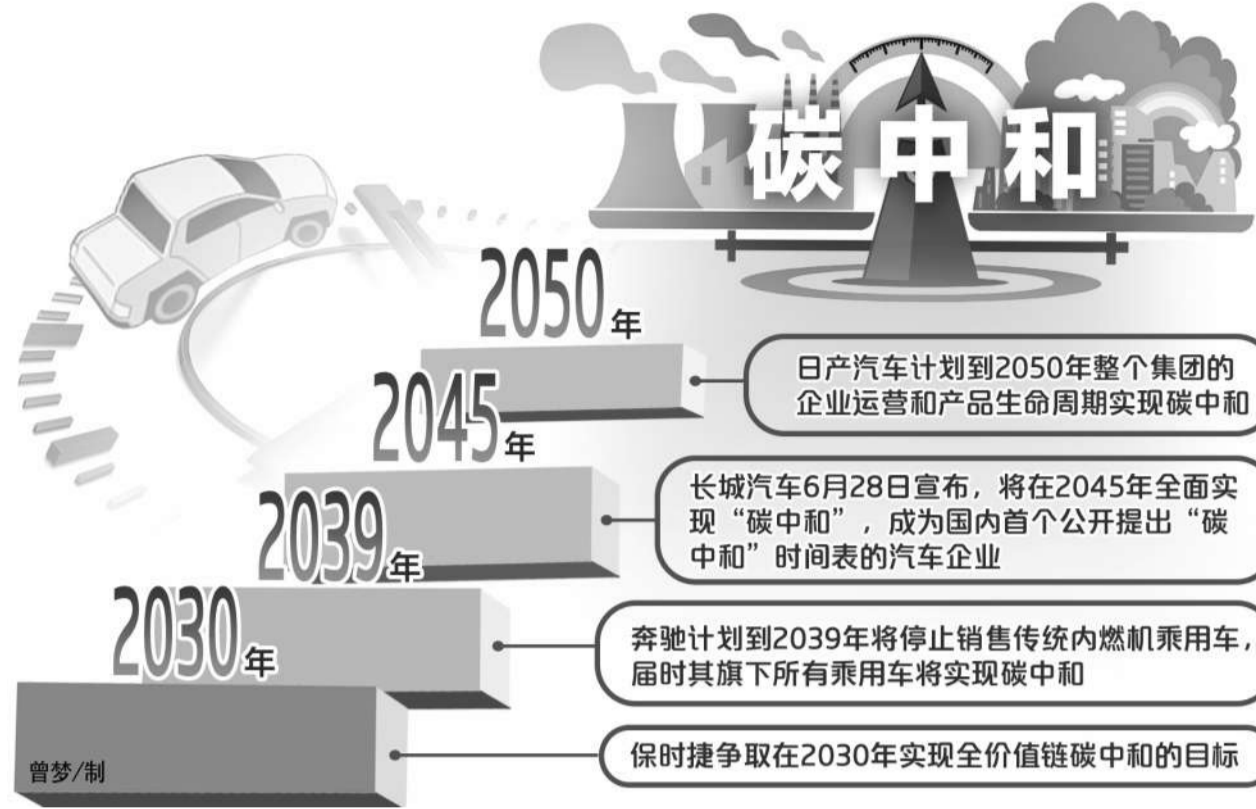 碳中和
2050年
日产汽车计划到2050年整个集团的
企业运营和产品生命周期实现碳中和
2045年
长城汽车6月28日宣布，将在2045年全面实
现“碳中和”，成为国内首个公开提出“碳
中和”时间表的汽车企业
2039年
奔驰计划到2039年将停止销售传统内燃机乘用车，
届时其旗下所有乘用车将实现碳中和
2030年
保时捷争取在2030年实现全价值链碳中和的目标
曾梦/制